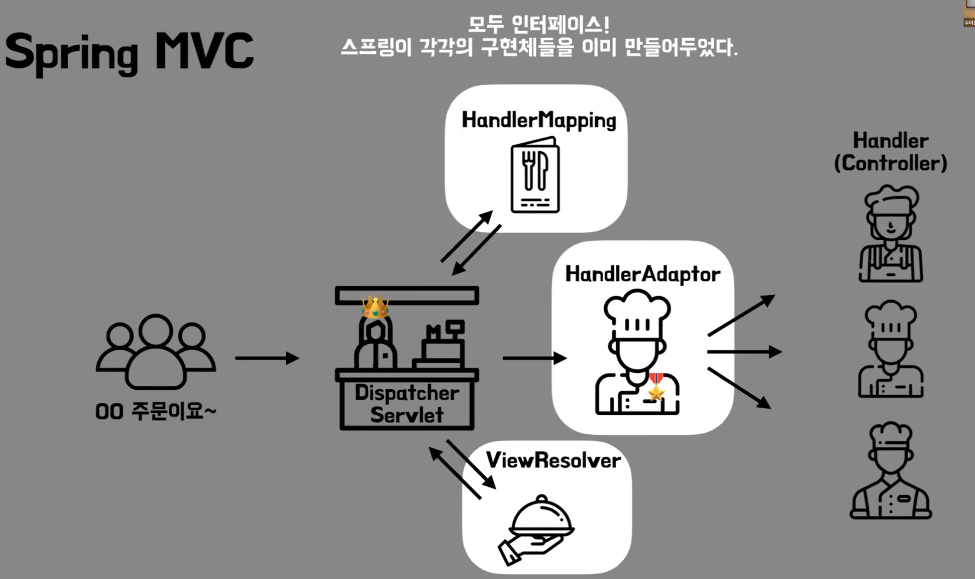 Spring MVC
모두 인터페이스!
스프링이 각각의 구현체들을 이미 만들어두었다.
HandlerMapping
Handler
(Controller)
HandlerAdaptor
OO 주문이요~
Dispatcher
Servlet
ViewResolver